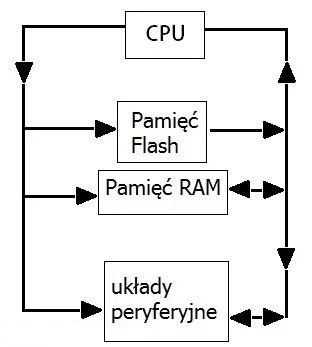 CPU
Pamięć
Flash
Pamięć RAM
układy
peryferyjne